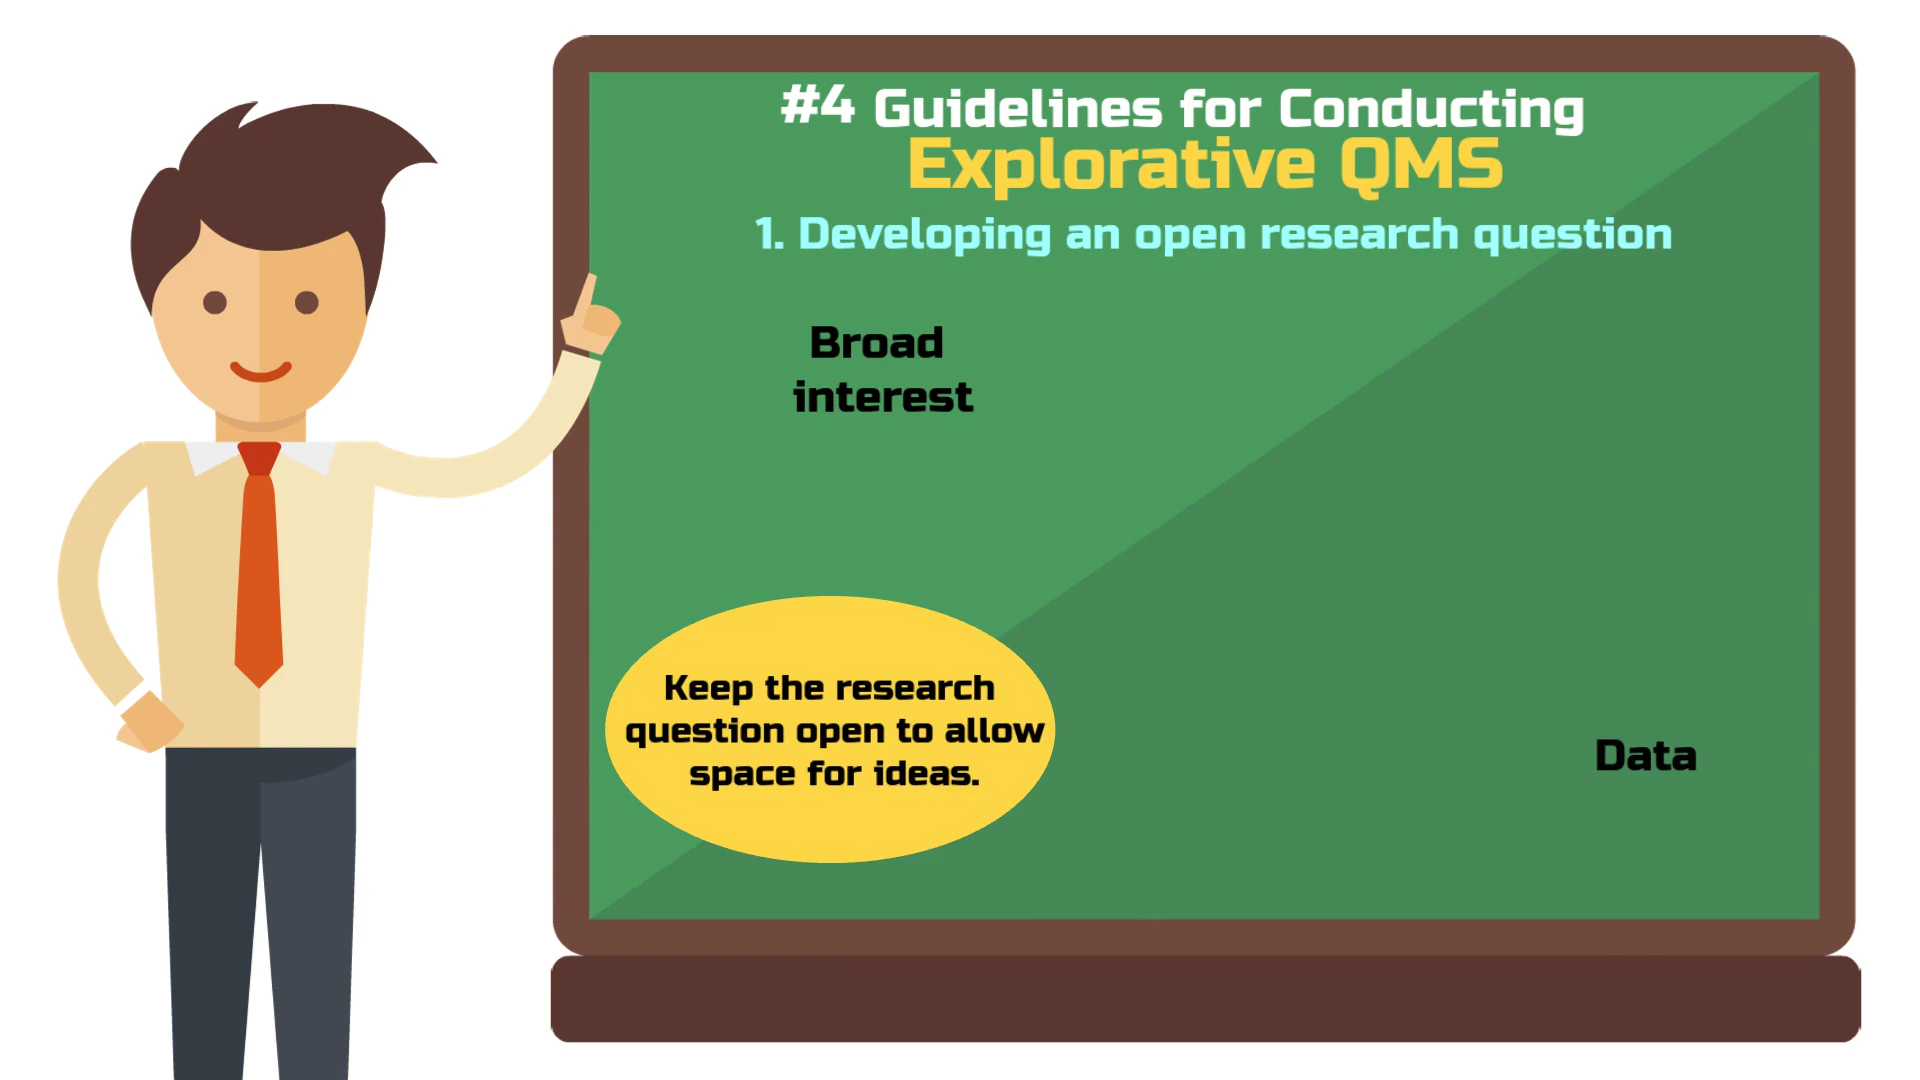 #4 Guidelines for Conducting
Explorative QMS
1. Developing an open research question
Broad
interest
Keep the research
question open to allow
space for ideas.
Data